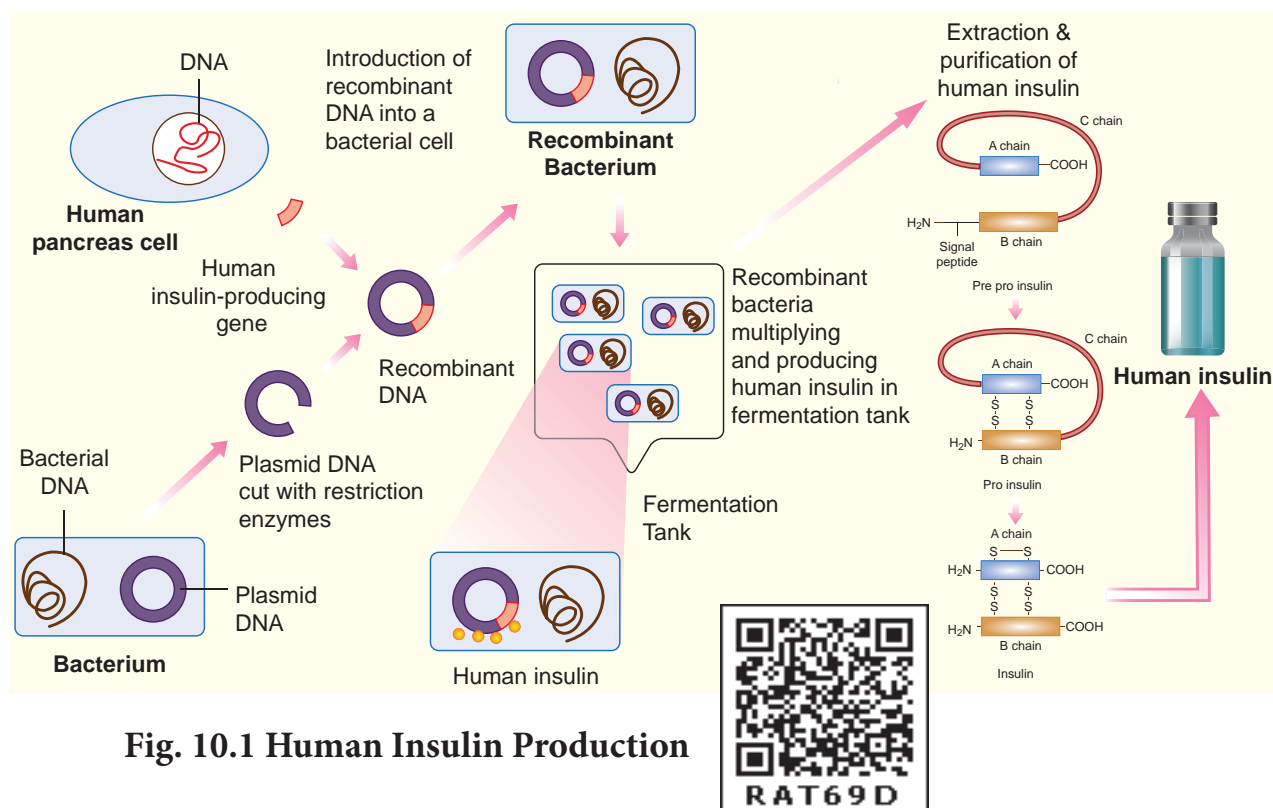 DNA
Human
pancreas cell
Introduction of
recombinant
DNA into a
bacterial cell
Recombinant
Bacterium
Human
insulin-producing
gene
Recombinant
DNA
Plasmid DNA
cut with restriction
enzymes
Bacterial
DNA
Plasmid
DNA
Bacterium
Recombinant
bacteria
multiplying
and producing
human insulin in
fermentation tank
Fermentation
Tank
Human insulin
Extraction &
purification of
human insulin
C chain
A chain
COOH
H₂N
B chain
Signal
peptide
Pre pro insulin
C chain
A chain
COOH
S S
S S
H₂N
B chain
Pro insulin
A chain
S S
H₂N COOH
S S
S S
H₂N COOH
B chain
Insulin
Human insulin
Fig. 10.1 Human Insulin Production
RAT69D